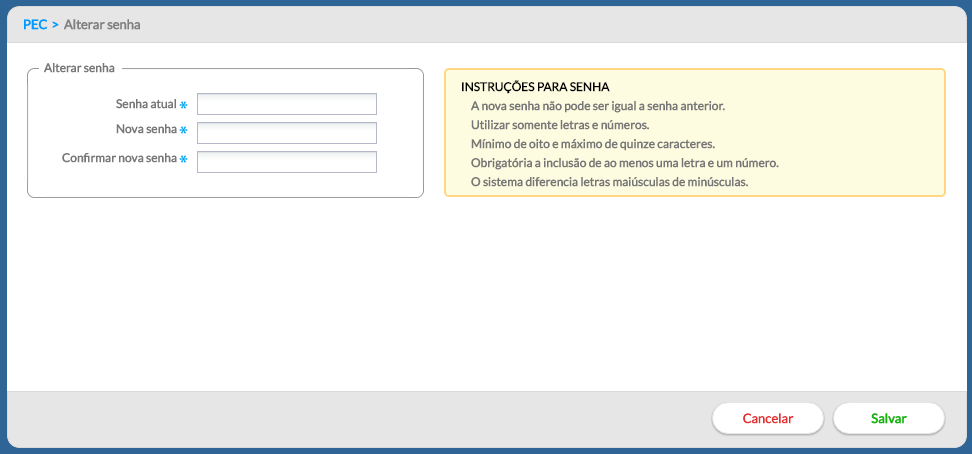 PEC > Alterar senha
Alterar senha
Senha atual *
Nova senha *
Confirmar nova senha *
INSTRUÇÕES PARA SENHA
A nova senha não pode ser igual a senha anterior.
Utilizar somente letras e números.
Mínimo de oito e máximo de quinze caracteres.
Obrigatória a inclusão de ao menos uma letra e um número.
O sistema diferencia letras maiúsculas de minúsculas.
Cancelar
Salvar